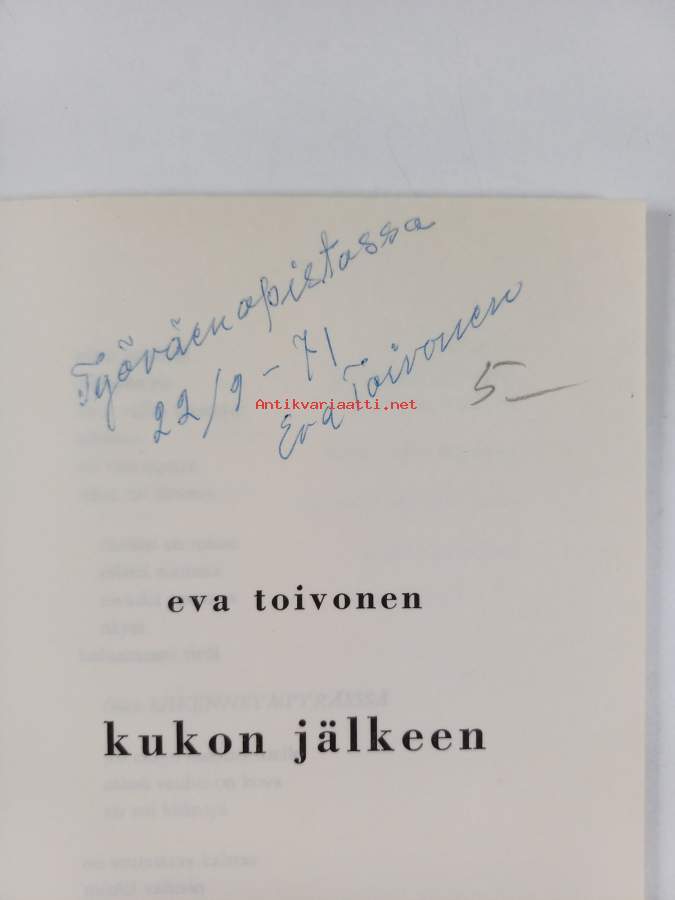 Työväenopistossa
22/9-71
Eva Toivonen
5—
Antikvariaatti.net
eva toivonen
kukon jälkeen